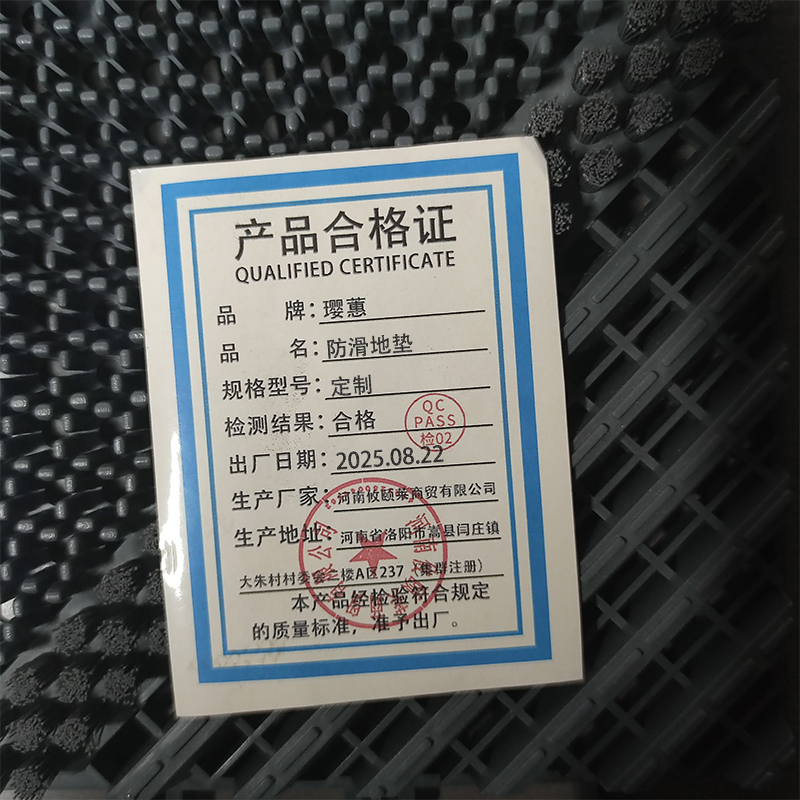 产品合格证
QUALIFIED CERTIFICATE
品 牌：璎蕙
品 名：防滑地垫
规格型号：定制
检测结果：合格
QC
PASS
检02
出厂日期：2025.08.22
生产厂家：河南攸颐莱商贸有限公司
生产地址：河南省洛阳市嵩县闫庄镇
大朱村村委会三楼A区237（集群注册）
本产品经检验符合规定
的质量标准，准予出厂。